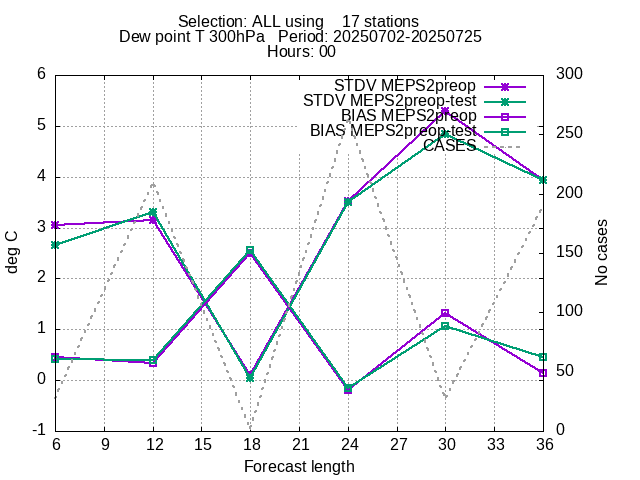 Selection: ALL using    17 stations
Dew point T 300hPa   Period: 20250702-20250725
Hours: 00
STDV MEPS2preop
STDV MEPS2preop-test
BIAS MEPS2preop
BIAS MEPS2preop-test
CASES
6
5
4
3
2
1
0
-1
deg C
300
250
200
150
100
50
0
No cases
6 9 12 15 18 21 24 27 30 33 36
Forecast length